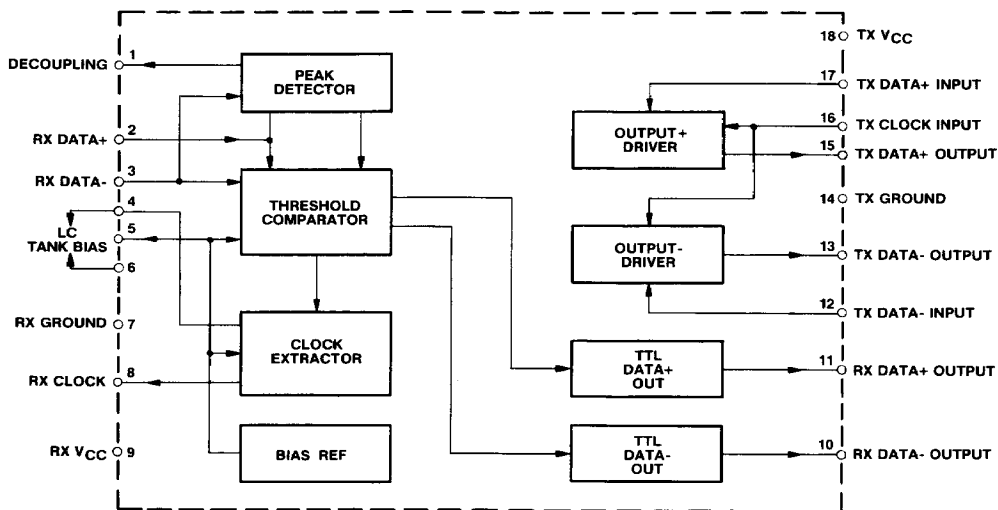 DECOUPLING
1
PEAK
DETECTOR
18
TX VCC
17
TX DATA+ INPUT
RX DATA+
2
OUTPUT+
DRIVER
16
TX CLOCK INPUT
15
TX DATA+ OUTPUT
RX DATA-
3
THRESHOLD
COMPARATOR
14
TX GROUND
4
LC
TANK BIAS
5
6
OUTPUT-
DRIVER
13
TX DATA- OUTPUT
12
TX DATA- INPUT
RX GROUND
7
CLOCK
EXTRACTOR
RX CLOCK
8
TTL
DATA+
OUT
11
RX DATA+ OUTPUT
RX VCC
9
BIAS REF
TTL
DATA-
OUT
10
RX DATA- OUTPUT